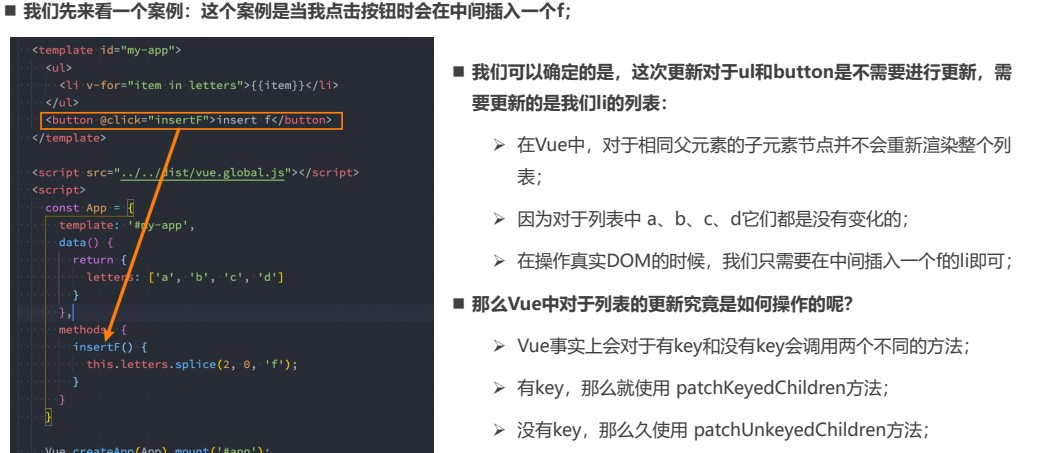 ■ 我们先来看一个案例：这个案例是当我点击按钮时会在中间插入一个f；
<template id="my-app">
<ul>
<li v-for="item in letters">{{item}}</li>
</ul>
<button @click="insertF">insert f</button>
</template>
<script src="../../dist/vue.global.js"></script>
<script>
const App = {
template: '#my-app',
data() {
return {
letters: ['a', 'b', 'c', 'd']
}
},
methods: {
insertF() {
this.letters.splice(2, 0, 'f');
}
}
}
Vue.createApp(App).mount('#app');
■ 我们可以确定的是，这次更新对于ul和button是不需要进行更新，需
要更新的是我们li的列表：
➢ 在Vue中，对于相同父元素的子元素节点并不会重新渲染整个列
表；
➢ 因为对于列表中 a、b、c、d它们都是没有变化的；
➢ 在操作真实DOM的时候，我们只需要在中间插入一个f的li即可；
■ 那么Vue中对于列表的更新究竟是如何操作的呢？
➢ Vue事实上会对于有key和没有key会调用两个不同的方法；
➢ 有key，那么就使用 patchKeyedChildren方法；
➢ 没有key，那么久使用 patchUnkeyedChildren方法；